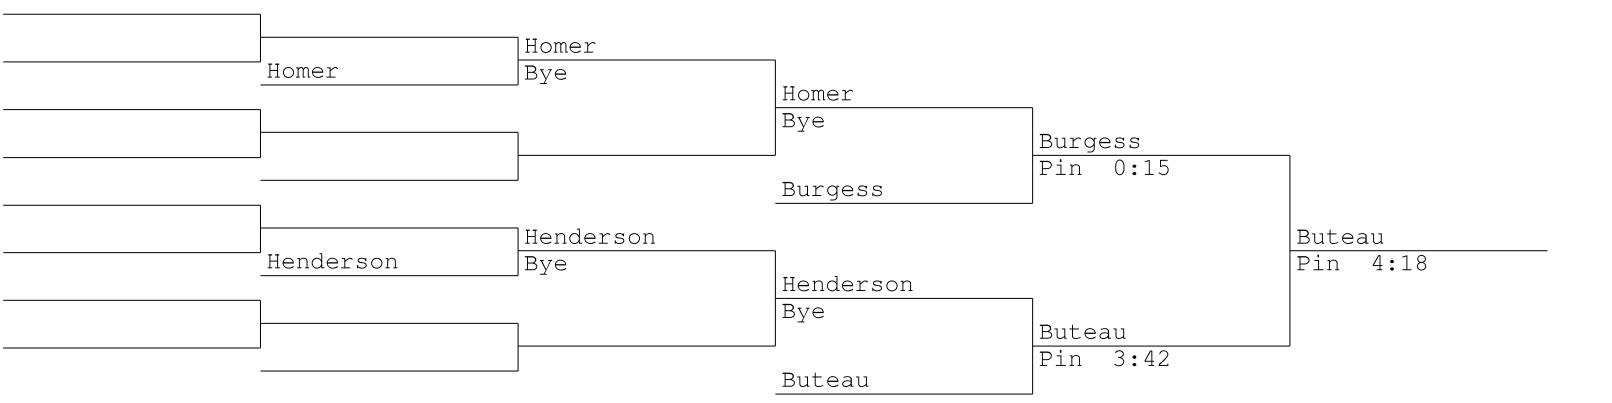 Homer
Homer
Bye
Homer
Bye
Burgess
Pin  0:15
Burgess
Henderson
Henderson
Bye
Henderson
Bye
Buteau
Pin  3:42
Buteau
Buteau
Pin  4:18